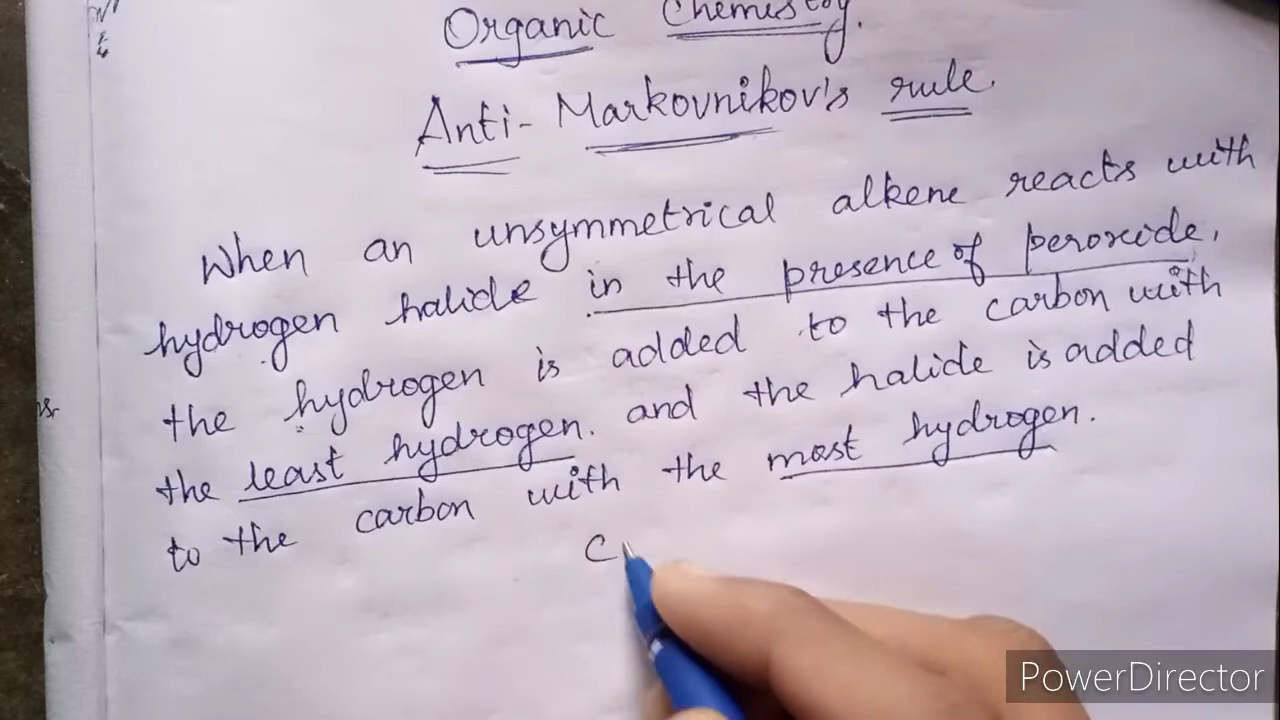 Organic Chemistry.
Anti-Markovnikov's rule.
When an unsymmetrical alkene reacts with
hydrogen halide in the presence of peroxide,
the hydrogen is added to the carbon with
the least hydrogen. and the halide is added
to the carbon with the most hydrogen.
C
PowerDirector